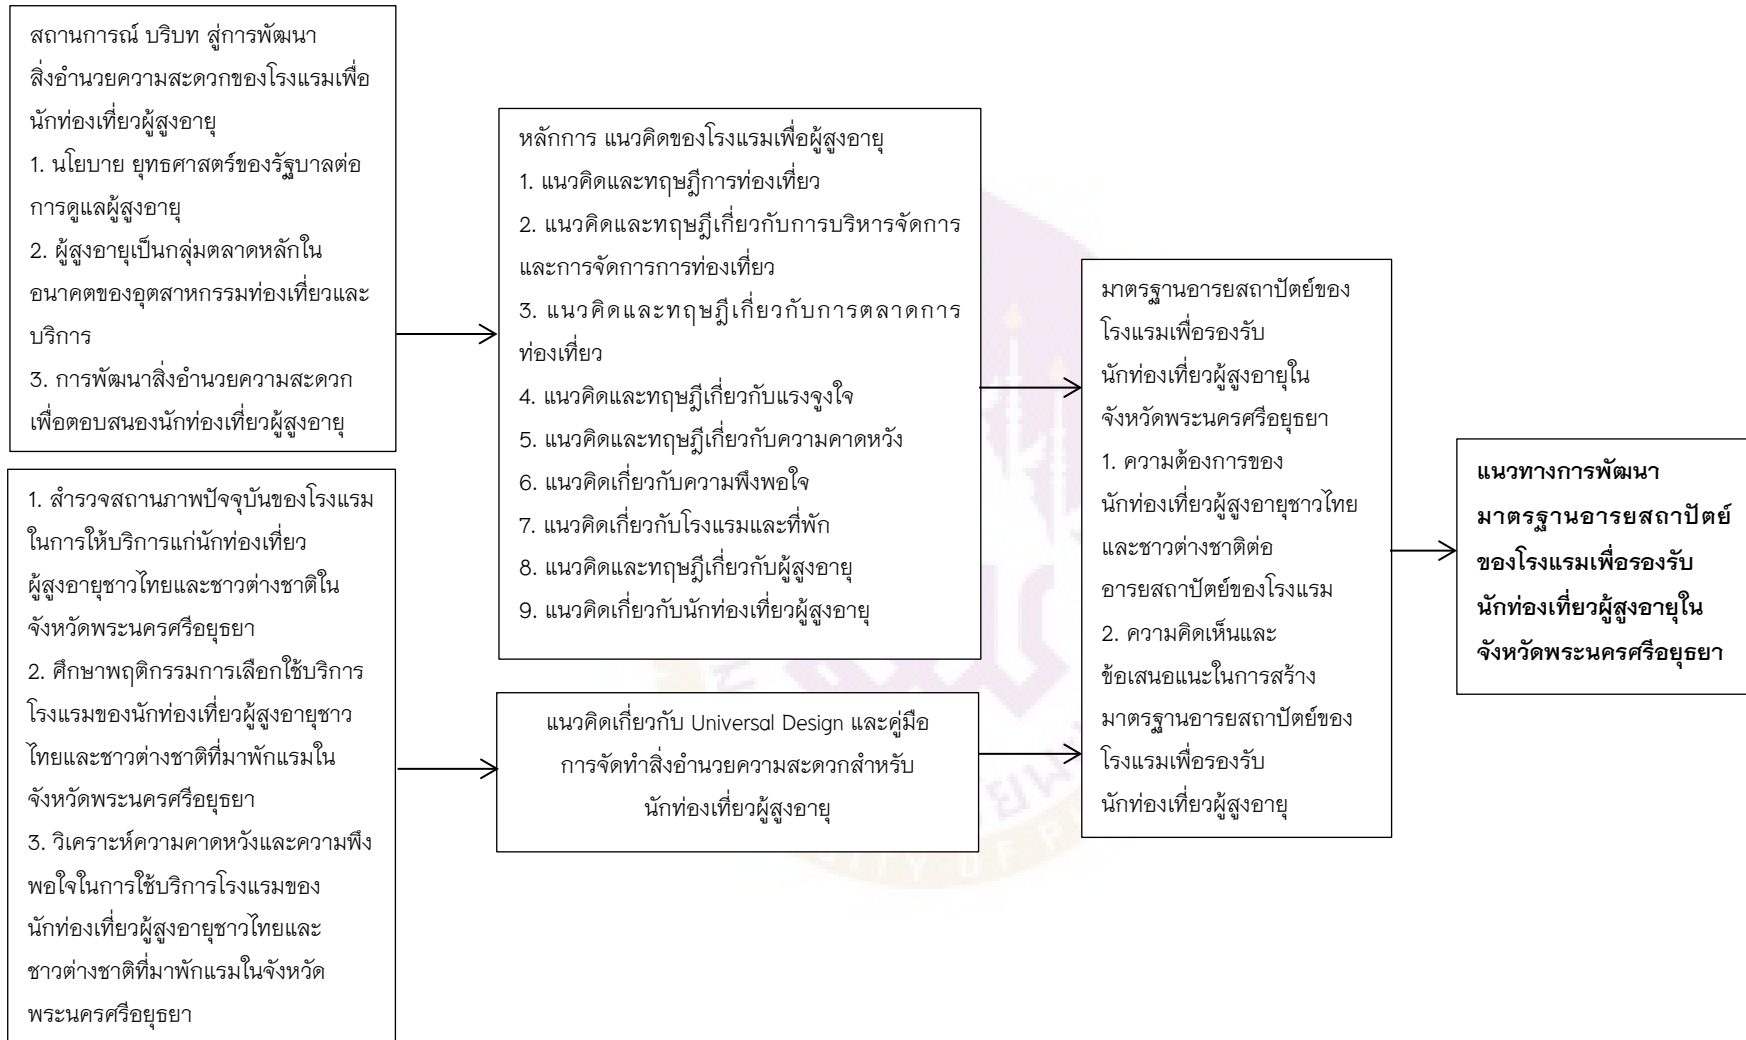 สถานการณ์ บริบท สู่การพัฒนา
สิ่งอำนวยความสะดวกของโรงแรมเพื่อ
นักท่องเที่ยวผู้สูงอายุ
1. นโยบาย ยุทธศาสตร์ของรัฐบาลต่อ
การดูแลผู้สูงอายุ
2. ผู้สูงอายุเป็นกลุ่มตลาดหลักใน
อนาคตของอุตสาหกรรมท่องเที่ยวและ
บริการ
3. การพัฒนาสิ่งอำนวยความสะดวก
เพื่อตอบสนองนักท่องเที่ยวผู้สูงอายุ
1. สำรวจสถานภาพปัจจุบันของโรงแรม
ในการให้บริการแก่นักท่องเที่ยว
ผู้สูงอายุชาวไทยและชาวต่างชาติใน
จังหวัดพระนครศรีอยุธยา
2. ศึกษาพฤติกรรมการเลือกใช้บริการ
โรงแรมของนักท่องเที่ยวผู้สูงอายุชาว
ไทยและชาวต่างชาติที่มาพักแรมใน
จังหวัดพระนครศรีอยุธยา
3. วิเคราะห์ความคาดหวังและความพึง
พอใจในการใช้บริการโรงแรมของ
นักท่องเที่ยวผู้สูงอายุชาวไทยและ
ชาวต่างชาติที่มาพักแรมในจังหวัด
พระนครศรีอยุธยา
หลักการ แนวคิดของโรงแรมเพื่อผู้สูงอายุ
1. แนวคิดและทฤษฎีการท่องเที่ยว
2. แนวคิดและทฤษฎีเกี่ยวกับการบริหารจัดการ
และการจัดการการท่องเที่ยว
3. แนวคิดและทฤษฎีเกี่ยวกับการตลาดการ
ท่องเที่ยว
4. แนวคิดและทฤษฎีเกี่ยวกับแรงจูงใจ
5. แนวคิดและทฤษฎีเกี่ยวกับความคาดหวัง
6. แนวคิดเกี่ยวกับความพึงพอใจ
7. แนวคิดเกี่ยวกับโรงแรมและที่พัก
8. แนวคิดและทฤษฎีเกี่ยวกับผู้สูงอายุ
9. แนวคิดเกี่ยวกับนักท่องเที่ยวผู้สูงอายุ
แนวคิดเกี่ยวกับ Universal Design และคู่มือ
การจัดทำสิ่งอำนวยความสะดวกสำหรับ
นักท่องเที่ยวผู้สูงอายุ
มาตรฐานอารยสถาปัตย์ของ
โรงแรมเพื่อรองรับ
นักท่องเที่ยวผู้สูงอายุใน
จังหวัดพระนครศรีอยุธยา
1. ความต้องการของ
นักท่องเที่ยวผู้สูงอายุชาวไทย
และชาวต่างชาติต่อ
อารยสถาปัตย์ของโรงแรม
2. ความคิดเห็นและ
ข้อเสนอแนะในการสร้าง
มาตรฐานอารยสถาปัตย์ของ
โรงแรมเพื่อรองรับ
นักท่องเที่ยวผู้สูงอายุ
แนวทางการพัฒนา
มาตรฐานอารยสถาปัตย์
ของโรงแรมเพื่อรองรับ
นักท่องเที่ยวผู้สูงอายุใน
จังหวัดพระนครศรีอยุธยา